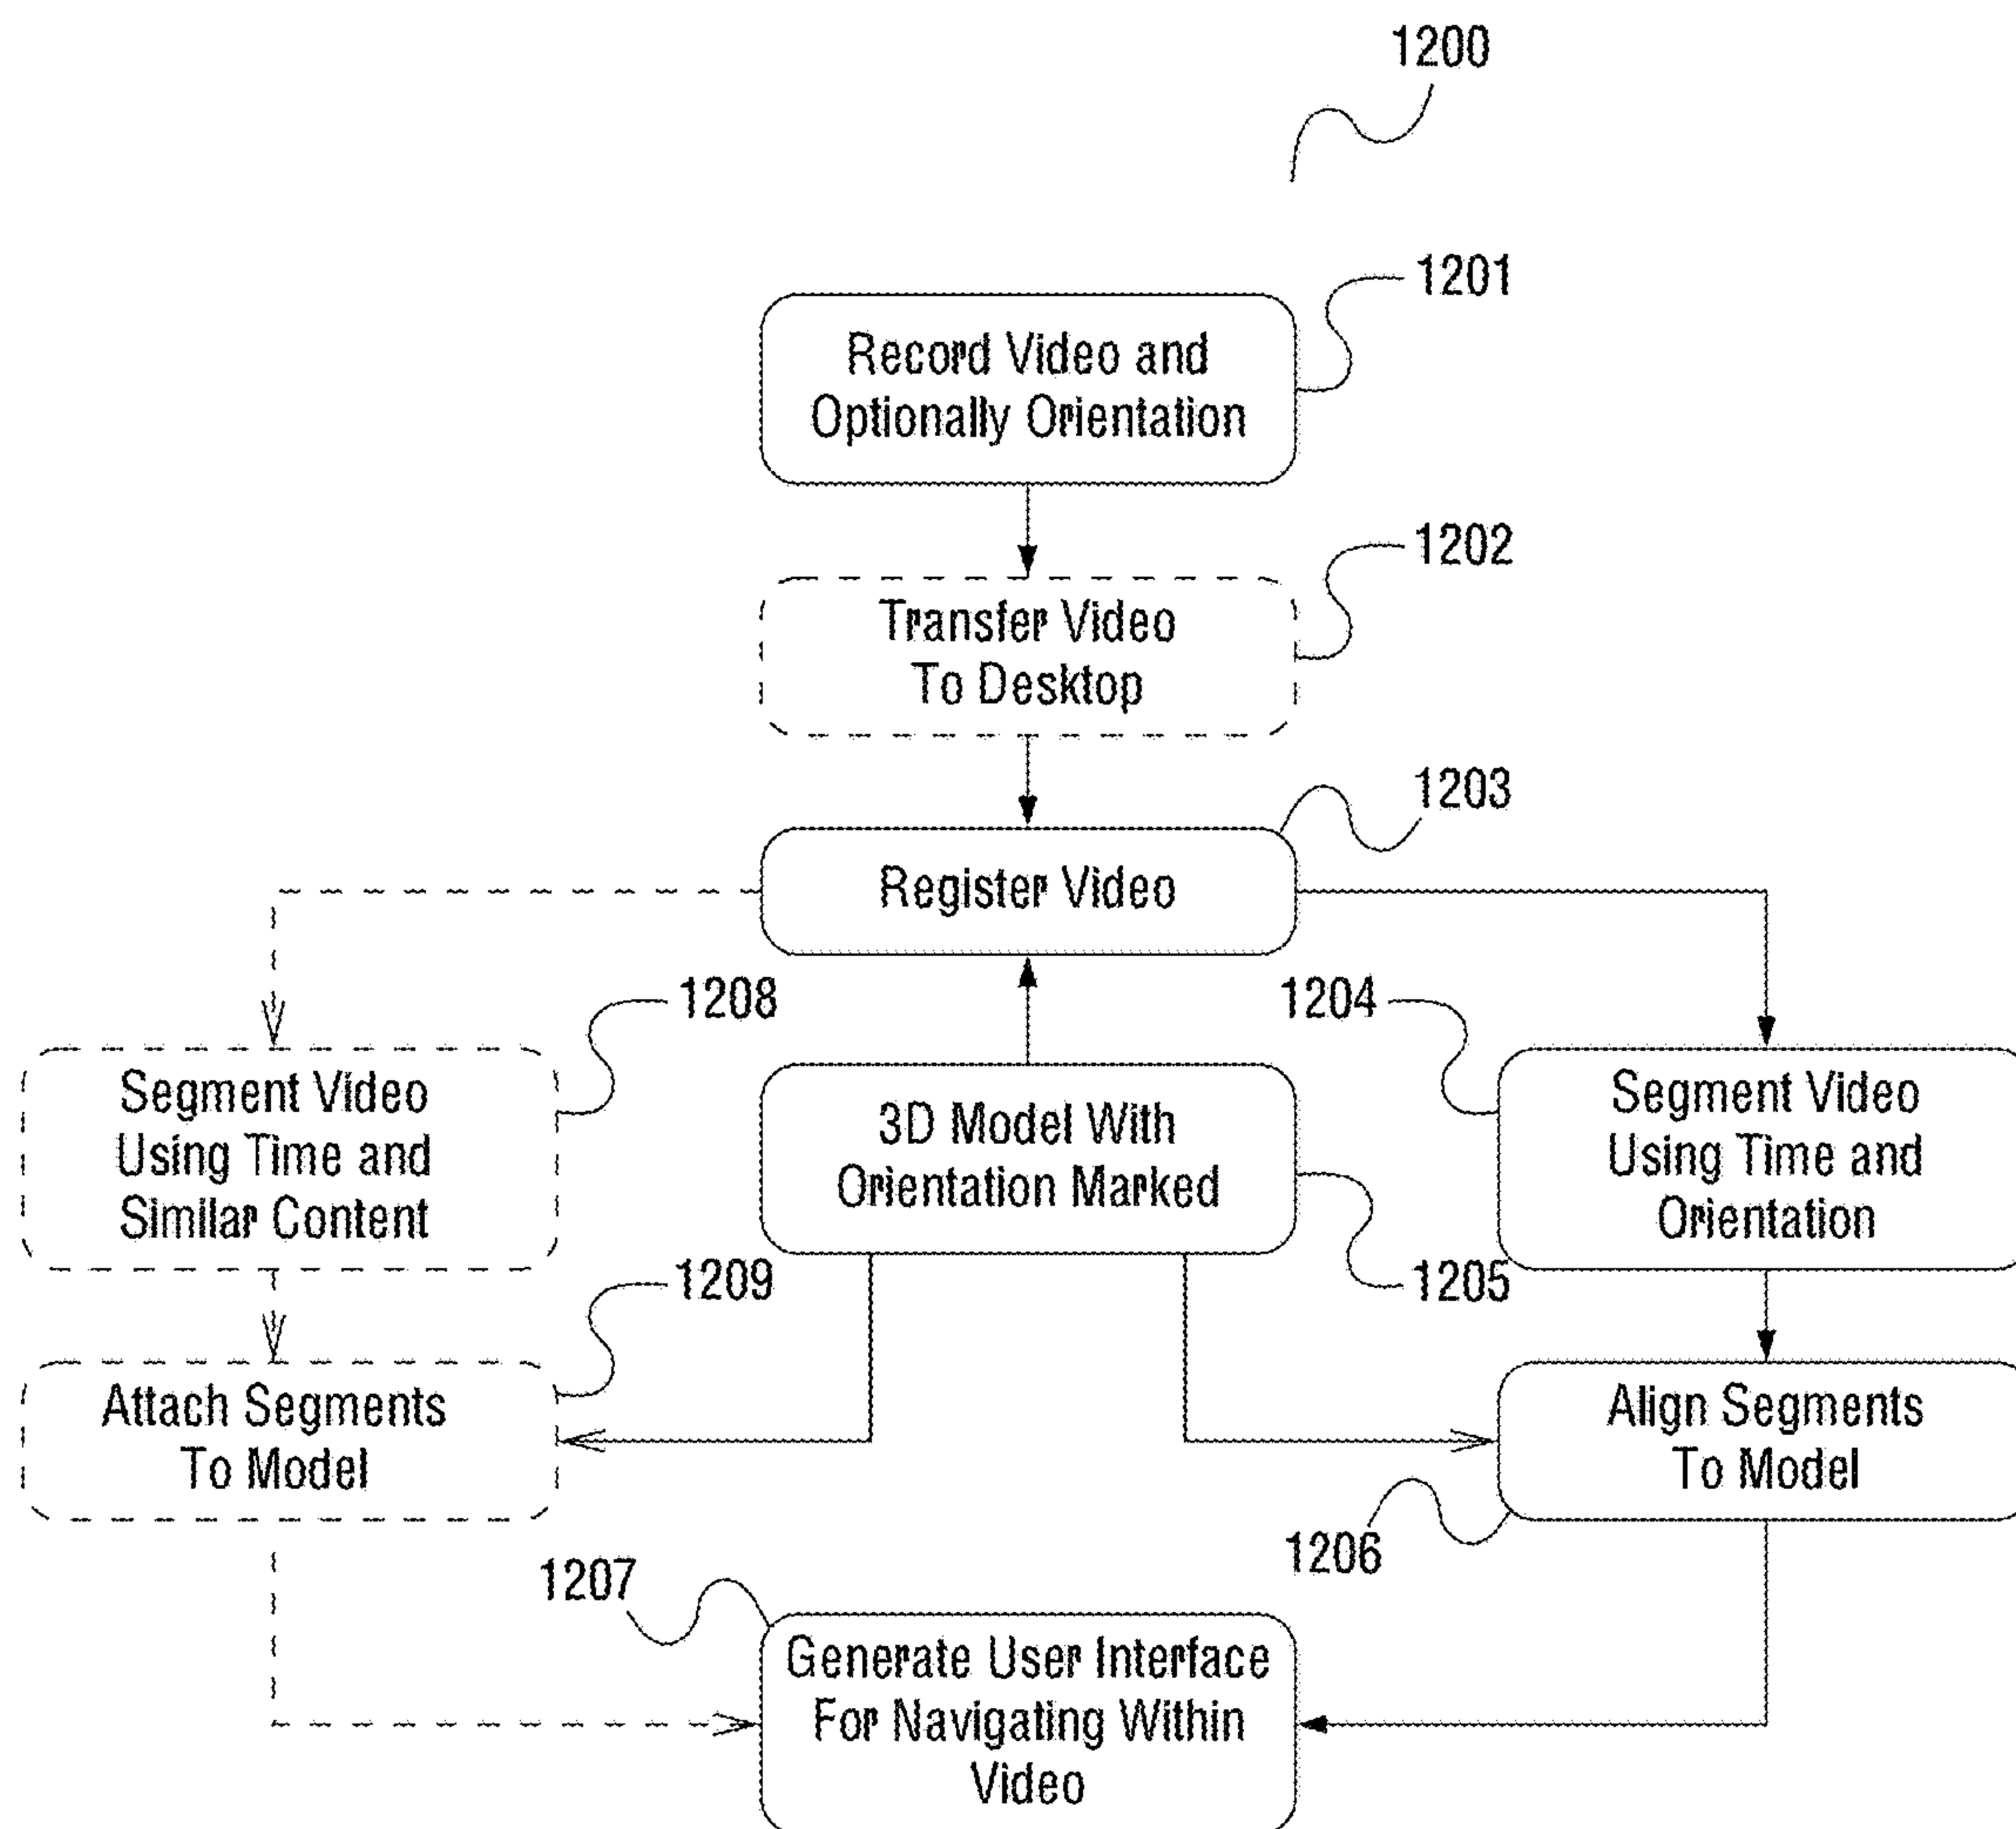 1200
1201
Record Video and
Optionally Orientation
1202
Transfer Video
To Desktop
1203
Register Video
1208
1204
Segment Video
Using Time and
Similar Content
3D Model With
Orientation Marked
Segment Video
Using Time and
Orientation
1209
1205
Attach Segments
To Model
Align Segments
To Model
1206
1207
Generate User Interface
For Navigating Within
Video